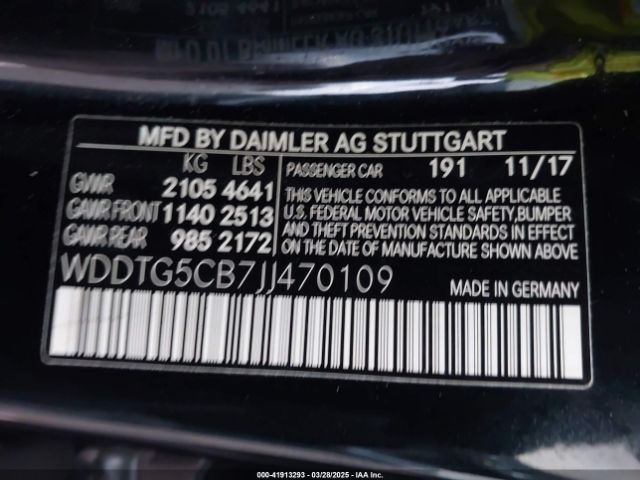 MFD BY DAIMLER AG STUTTGART
KG LBS
GVWR 2105 4641
GAWR FRONT 1140 2513
GAWR REAR 985 2172
PASSENGER CAR 191 11/17
THIS VEHICLE CONFORMS TO ALL APPLICABLE
U.S. FEDERAL MOTOR VEHICLE SAFETY,BUMPER
AND THEFT PREVENTION STANDARDS IN EFFECT
ON THE DATE OF MANUFACTURE SHOWN ABOVE
WDDTG5CB7JJ470109
MADE IN GERMANY
000-41913293 - 03/28/2025 - IAAI, Inc.